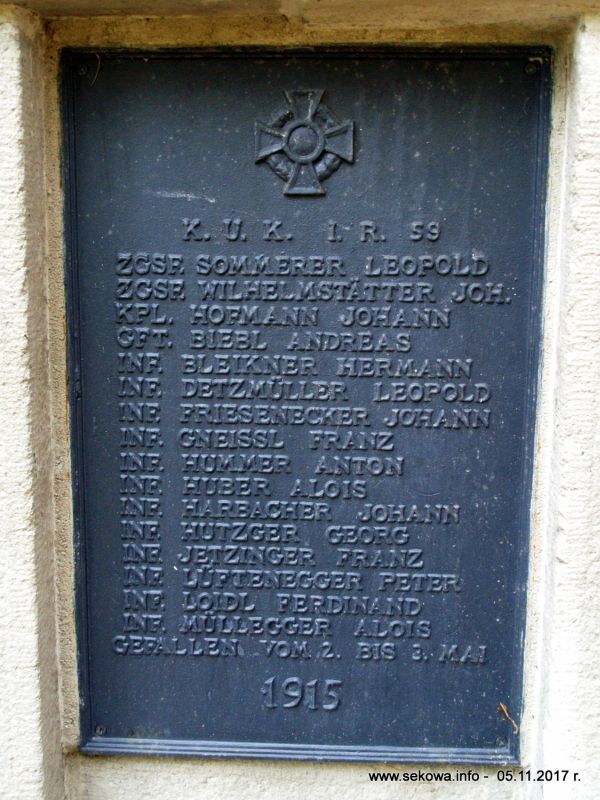 K. U. K. I. R. 59
ZGSF. SOMMERER LEOPOLD
ZGSF. WILHELMSTÄTTER JOH.
KPL. HOFMANN JOHANN
GFT. BIEBL ANDREAS
INF. BLEIKNER HERMANN
INF. DETZMÜLLER LEOPOLD
INF. FRIESENECKER JOHANN
INF. GNEISSL FRANZ
INF. HUMMER ANTON
INF. HUBER ALOIS
INF. HARBACHER JOHANN
INF. HUTZGER GEORG
INF. JETZINGER FRANZ
INF. LÜFTENEGGER PETER
INF. LOIDL FERDINAND
INF. MÜLLEGGER ALOIS
GEFALLEN VOM 2. BIS 3. MAI
1915
www.sekowa.info - 05.11.2017 r.